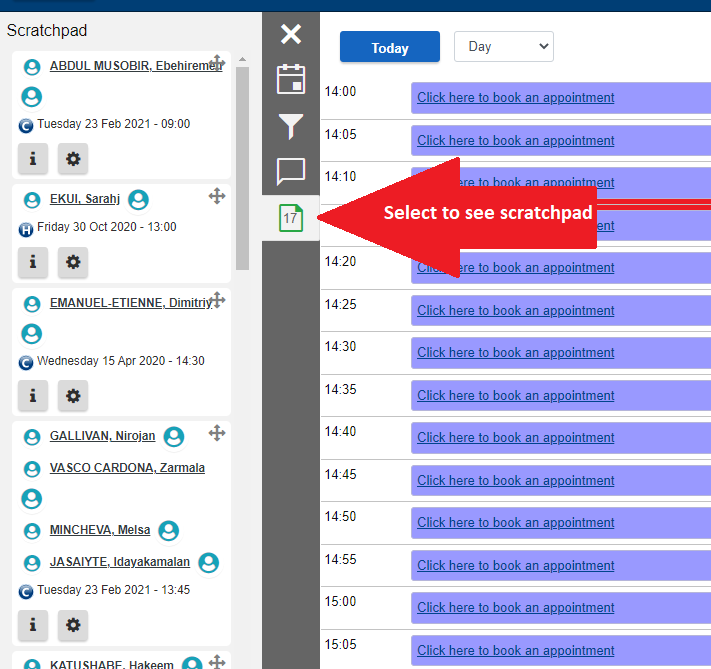 Scratchpad
ABDUL MUSOBIR, Ebehiremen
C Tuesday 23 Feb 2021 - 09:00
i
EKUI, Sarahj
H Friday 30 Oct 2020 - 13:00
i
EMANUEL-ETIENNE, Dimitriy
C Wednesday 15 Apr 2020 - 14:30
i
GALLIVAN, Nirojan
VASCO CARDONA, Zarmala
MINCHEVA, Melsa
JASAIYTE, Idayakamalan
C Tuesday 23 Feb 2021 - 13:45
i
KATUSHABE, Hakeem
17
Today
Day
14:00 Click here to book an appointment
14:05 Click here to book an appointment
14:10 Click here to book an appointment
Select to see scratchpad
Click here to book an appointment
14:20 Click here to book an appointment
14:25 Click here to book an appointment
14:30 Click here to book an appointment
14:35 Click here to book an appointment
14:40 Click here to book an appointment
14:45 Click here to book an appointment
14:50 Click here to book an appointment
14:55 Click here to book an appointment
15:00 Click here to book an appointment
15:05 Click here to book an appointment